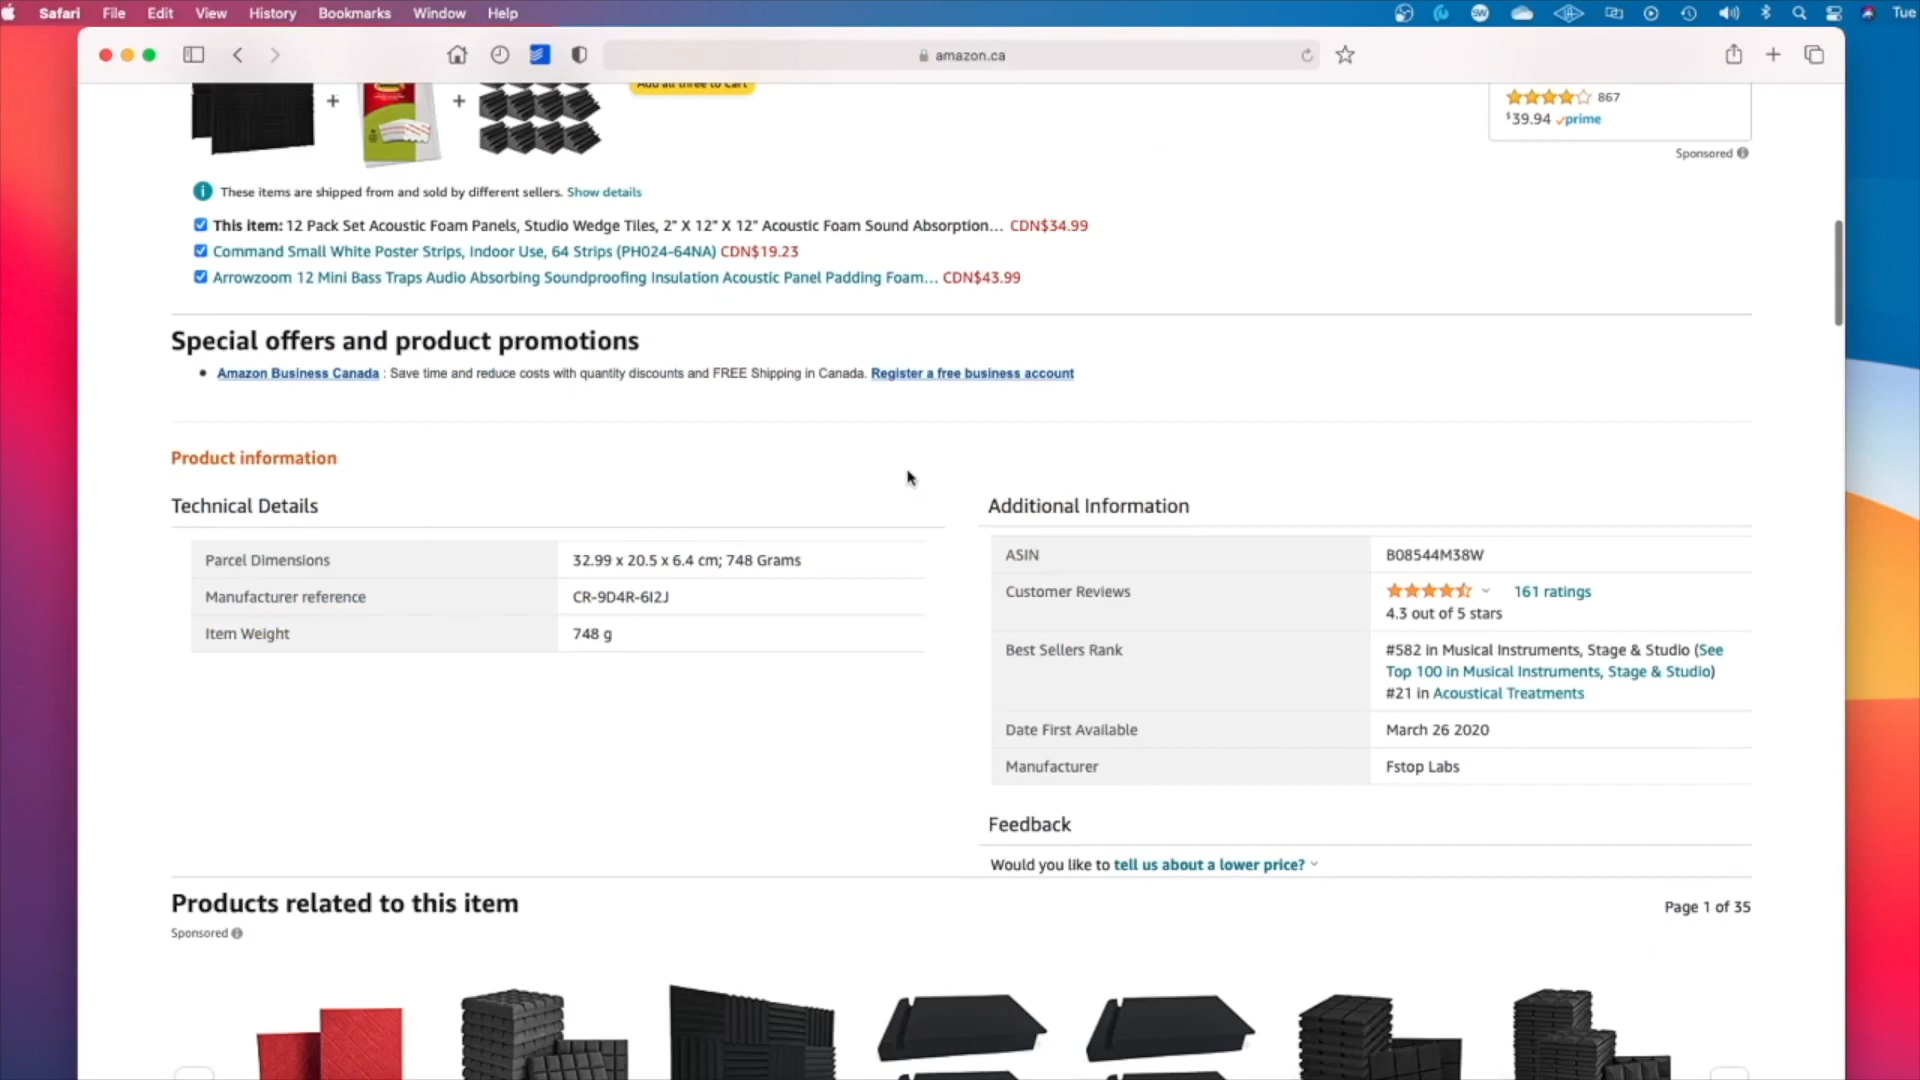 Safari File Edit View History Bookmarks Window Help Tue
amazon.ca
+ + Add all three to Cart
867
$39.94 prime
Sponsored
These items are shipped from and sold by different sellers. Show details
This item: 12 Pack Set Acoustic Foam Panels, Studio Wedge Tiles, 2" X 12" X 12" Acoustic Foam Sound Absorption... CDN$34.99
Command Small White Poster Strips, Indoor Use, 64 Strips (PH024-64NA) CDN$19.23
Arrowzoom 12 Mini Bass Traps Audio Absorbing Soundproofing Insulation Acoustic Panel Padding Foam... CDN$43.99
Special offers and product promotions
• Amazon Business Canada : Save time and reduce costs with quantity discounts and FREE Shipping in Canada. Register a free business account
Product information
Technical Details
Parcel Dimensions 32.99 x 20.5 x 6.4 cm; 748 Grams
Manufacturer reference CR-9D4R-6I2J
Item Weight 748 g
Additional Information
ASIN B08544M38W
Customer Reviews 161 ratings
4.3 out of 5 stars
Best Sellers Rank #582 in Musical Instruments, Stage & Studio (See
Top 100 in Musical Instruments, Stage & Studio)
#21 in Acoustical Treatments
Date First Available March 26 2020
Manufacturer Fstop Labs
Feedback
Would you like to tell us about a lower price?
Products related to this item Page 1 of 35
Sponsored